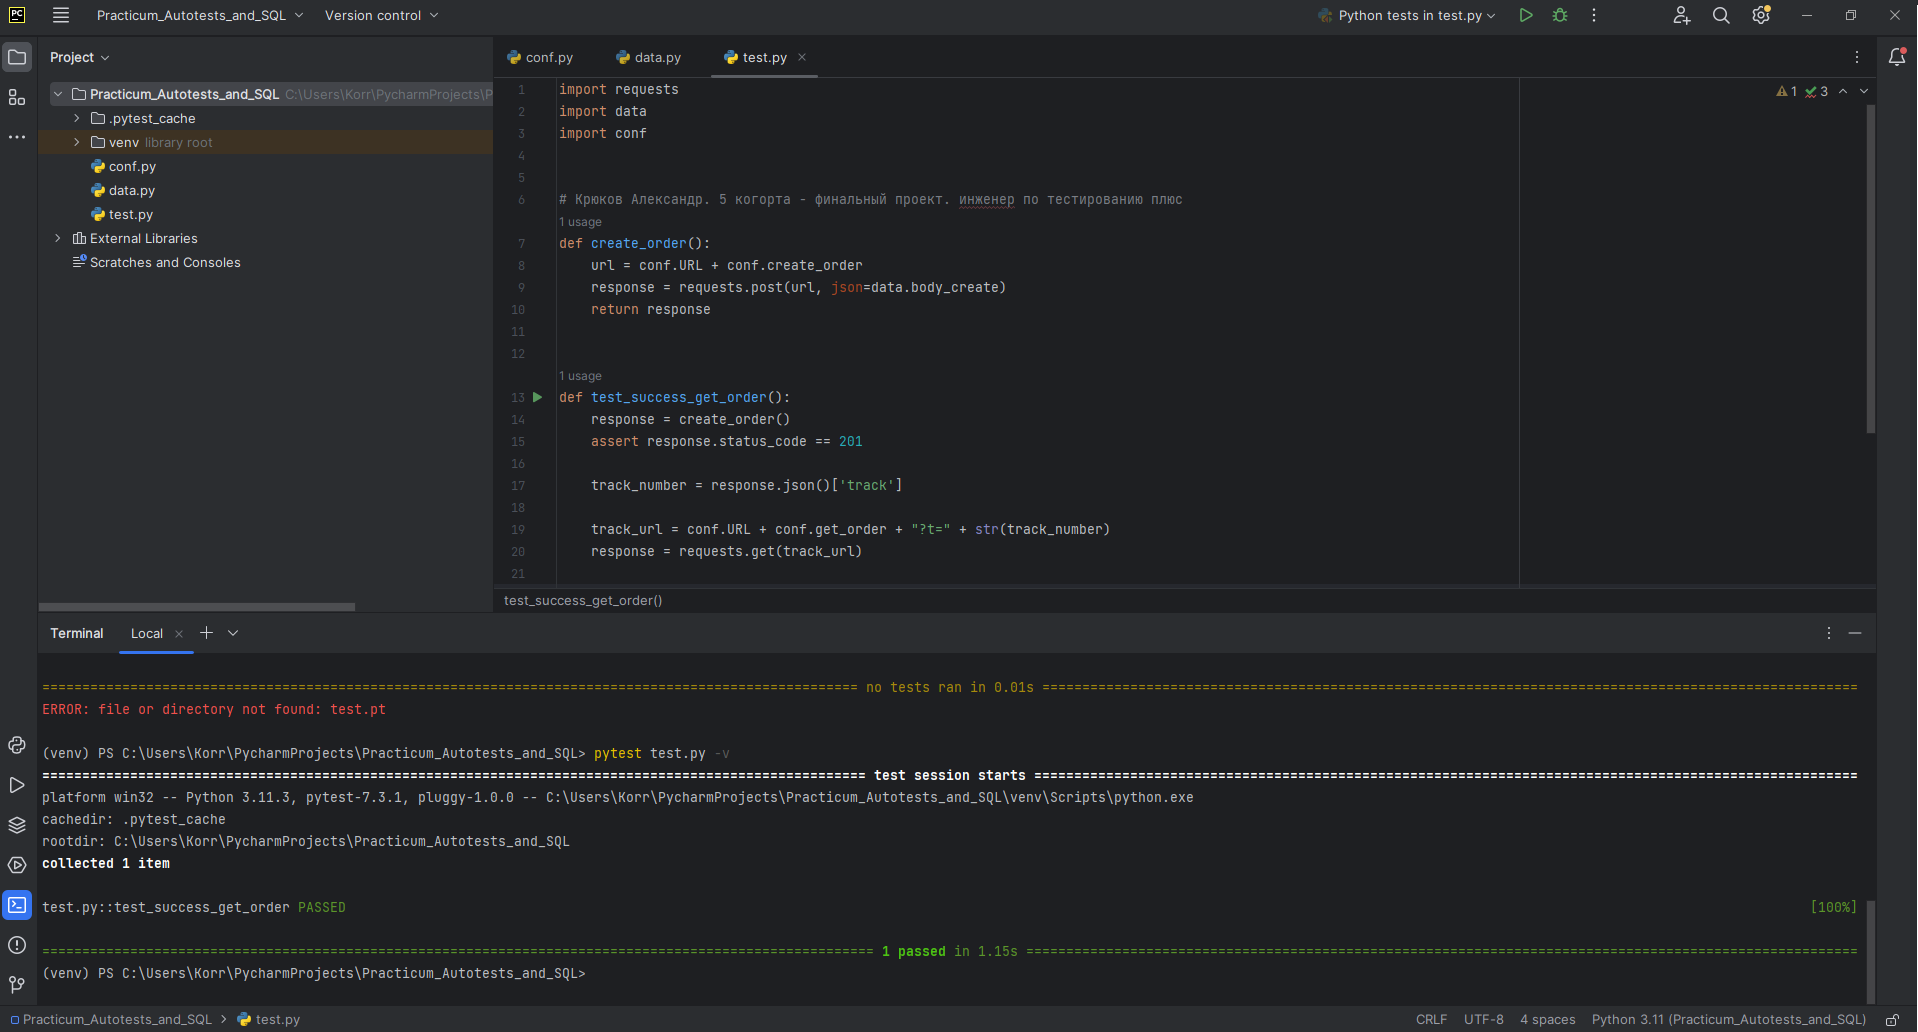 PC Practicum_Autotests_and_SQL Version control Python tests in test.py
Project
conf.py data.py test.py
Practicum_Autotests_and_SQL C:\Users\Korr\PycharmProjects\P
.pytest_cache
venv library root
conf.py
data.py
test.py
External Libraries
Scratches and Consoles
1 3
1 import requests
2 import data
3 import conf
4
5
6 # Крюков Александр. 5 когорта - финальный проект. инженер по тестированию плюс
1 usage
7 def create_order():
8 url = conf.URL + conf.create_order
9 response = requests.post(url, json=data.body_create)
10 return response
11
12
1 usage
13 def test_success_get_order():
14 response = create_order()
15 assert response.status_code == 201
16
17 track_number = response.json()['track']
18
19 track_url = conf.URL + conf.get_order + "?t=" + str(track_number)
20 response = requests.get(track_url)
21
test_success_get_order()
Terminal Local
====================================================================================================== no tests ran in 0.01s ======================================================================================================
ERROR: file or directory not found: test.pt
(venv) PS C:\Users\Korr\PycharmProjects\Practicum_Autotests_and_SQL> pytest test.py -v
======================================================================================================= test session starts =======================================================================================================
platform win32 -- Python 3.11.3, pytest-7.3.1, pluggy-1.0.0 -- C:\Users\Korr\PycharmProjects\Practicum_Autotests_and_SQL\venv\Scripts\python.exe
cachedir: .pytest_cache
rootdir: C:\Users\Korr\PycharmProjects\Practicum_Autotests_and_SQL
collected 1 item
test.py::test_success_get_order PASSED [100%]
======================================================================================================== 1 passed in 1.15s ========================================================================================================
(venv) PS C:\Users\Korr\PycharmProjects\Practicum_Autotests_and_SQL>
Practicum_Autotests_and_SQL > test.py CRLF UTF-8 4 spaces Python 3.11 (Practicum_Autotests_and_SQL)